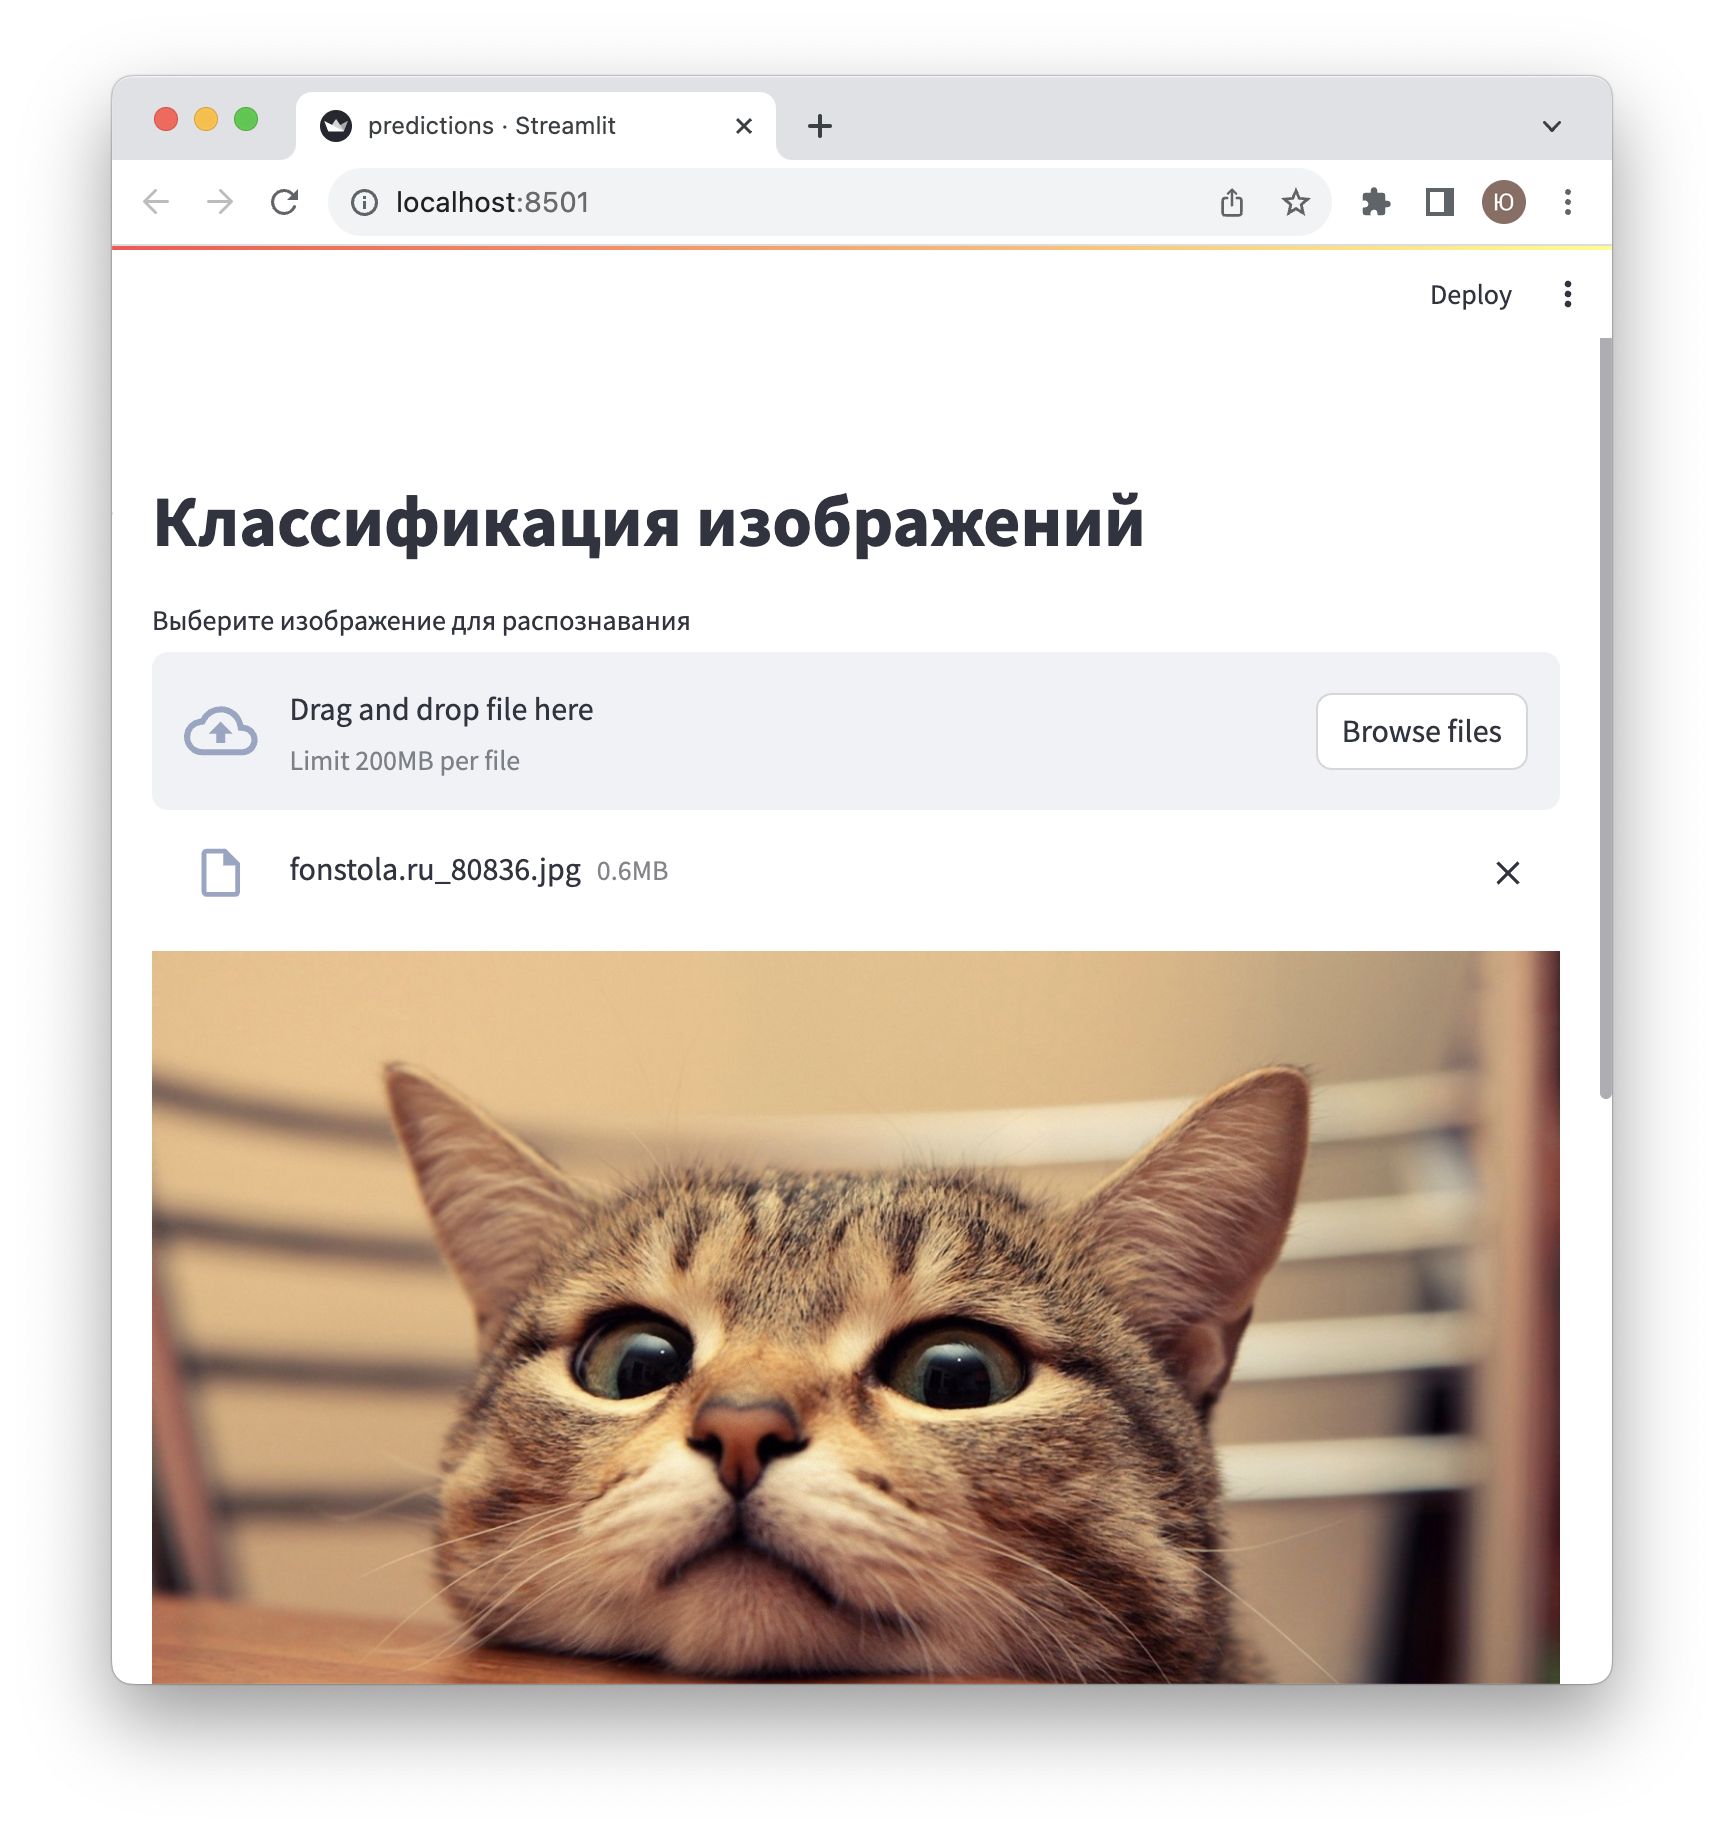 predictions · Streamlit
localhost:8501
Ю
Deploy
Классификация изображений
Выберите изображение для распознавания
Drag and drop file here
Limit 200MB per file
Browse files
fonstola.ru_80836.jpg 0.6MB